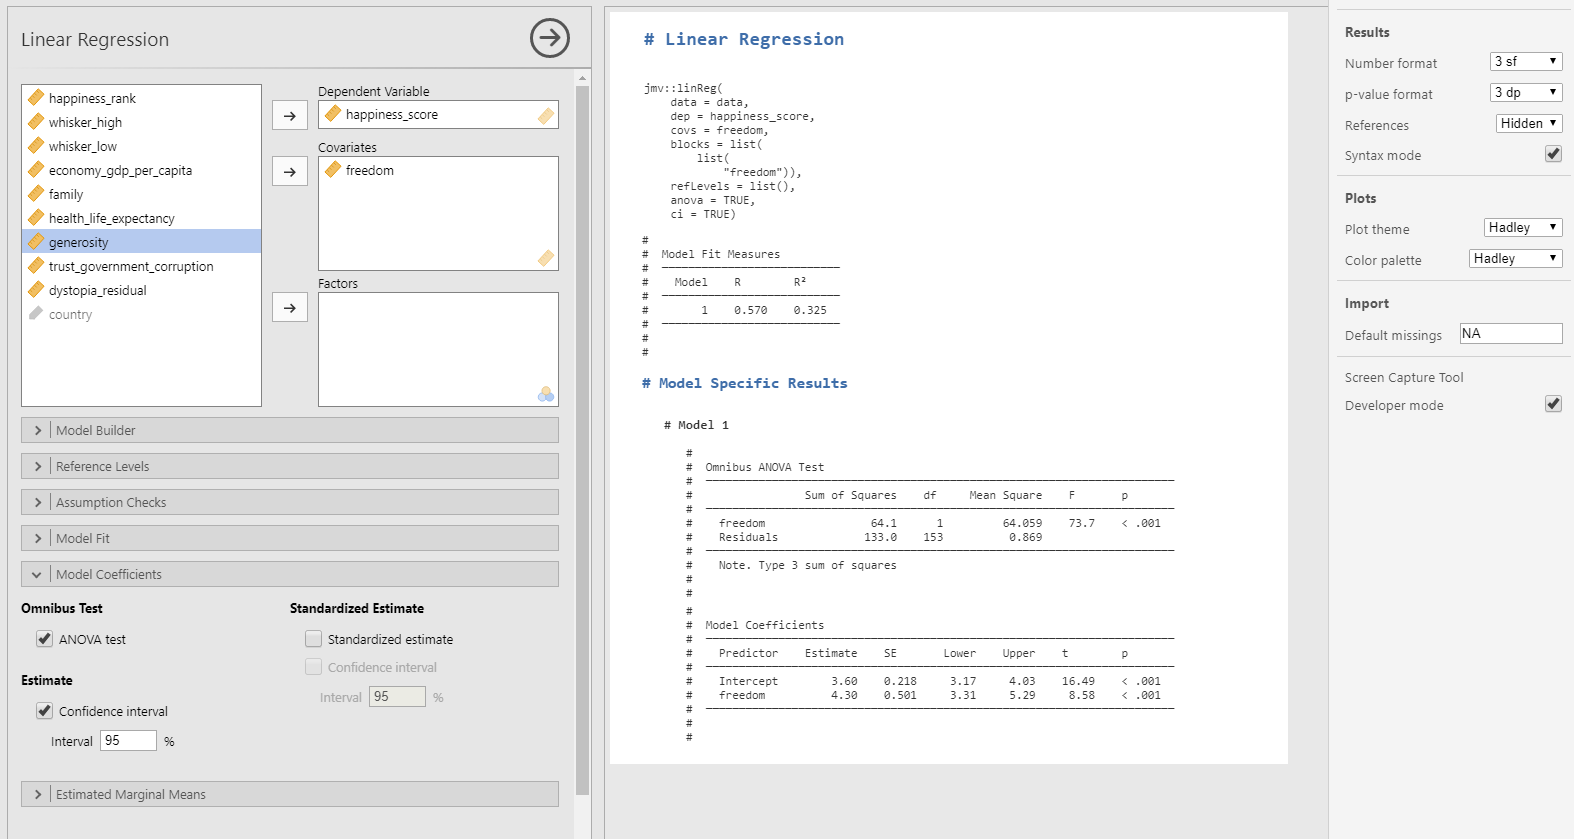 Linear Regression
happiness_rank
whisker_high
whisker_low
economy_gdp_per_capita
family
health_life_expectancy
generosity
trust_government_corruption
dystopia_residual
country
Dependent Variable
happiness_score
Covariates
freedom
Factors
Model Builder
Reference Levels
Assumption Checks
Model Fit
Model Coefficients
Omnibus Test
ANOVA test
Estimate
Confidence interval
Interval 95 %
Standardized Estimate
Standardized estimate
Confidence interval
Interval 95 %
Estimated Marginal Means
# Linear Regression
jmv::linReg(
data = data,
dep = happiness_score,
covs = freedom,
blocks = list(
list(
"freedom")),
refLevels = list(),
anova = TRUE,
ci = TRUE)
#
# Model Fit Measures
#
# Model R R²
#
# 1 0.570 0.325
#
#
#
# Model Specific Results
# Model 1
#
# Omnibus ANOVA Test
#
# Sum of Squares df Mean Square F p
#
# freedom 64.1 1 64.059 73.7 < .001
# Residuals 133.0 153 0.869
#
# Note. Type 3 sum of squares
#
#
#
# Model Coefficients
#
# Predictor Estimate SE Lower Upper t p
#
# Intercept 3.60 0.218 3.17 4.03 16.49 < .001
# freedom 4.30 0.501 3.31 5.29 8.58 < .001
#
#
#
Results
Number format 3 sf
p-value format 3 dp
References Hidden
Syntax mode
Plots
Plot theme Hadley
Color palette Hadley
Import
Default missings NA
Screen Capture Tool
Developer mode